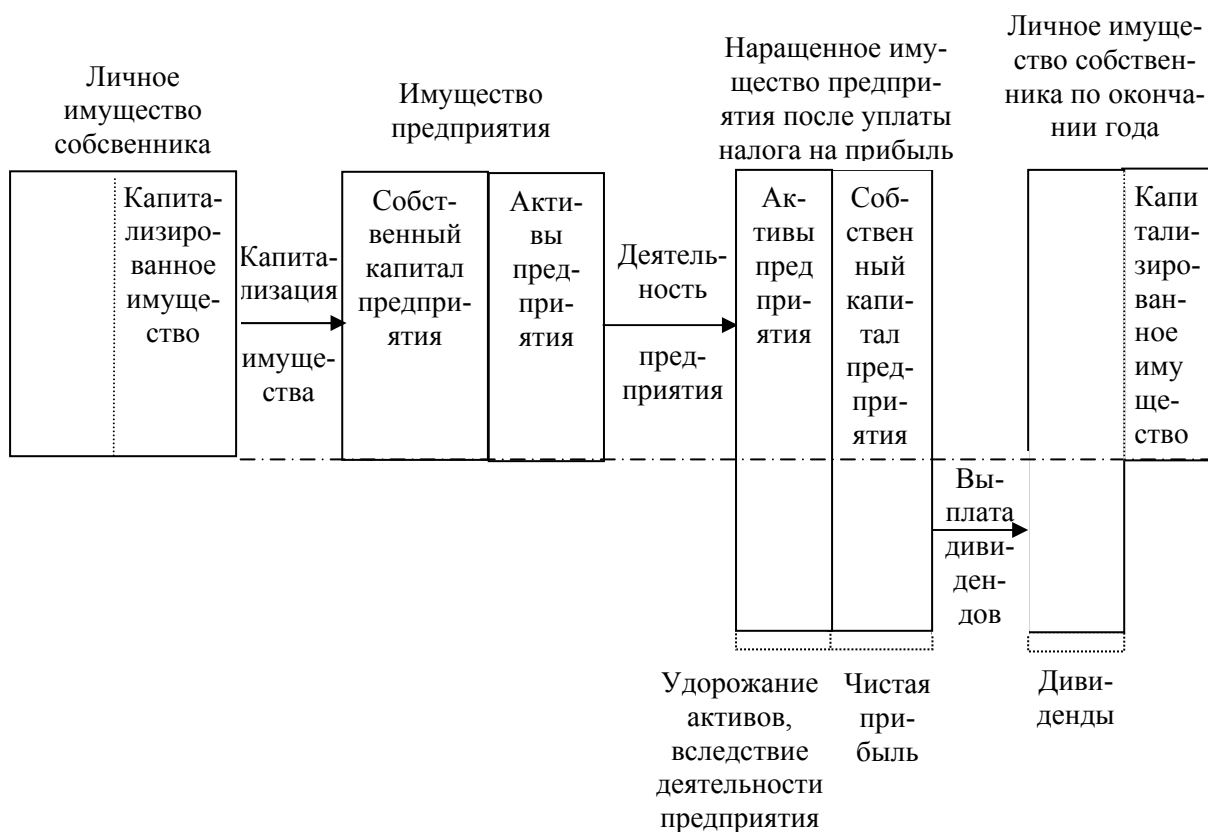 Личное
имущество
собсвенника
Имущество
предприятия
Наращенное иму-
щество предпри-
ятия после уплаты
налога на прибыль
Личное имуще-
ство собствен-
ника по оконча-
нии года
Капита-
лизиро-
ванное
имуще-
ство
Капита-
лизация
имуще-
ства
Собст-
венный
капитал
предпри-
ятия
Акти-
вы
пред-
при-
ятия
Деятель-
ность
пред-
приятия
Ак-
тивы
пред
при-
ятия
Соб-
ствен
ный
капи-
тал
пред-
при-
ятия
Вы-
плата
диви-
ден-
дов
Капи
тали-
зиро-
ван-
ное
иму
ще-
ство
Удорожание
активов,
вследствие
деятельности
предприятия
Чистая
при-
быль
Диви-
денды